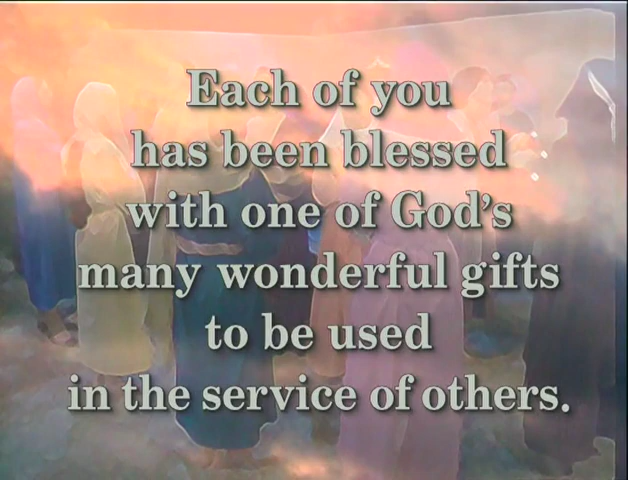 Each of you
has been blessed
with one of God's
many wonderful gifts
to be used
in the service of others.